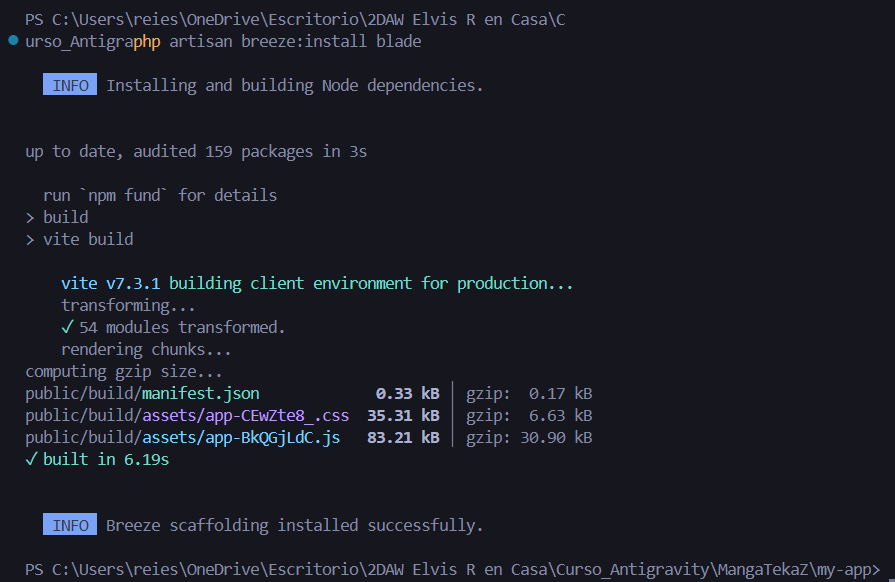 PS C:\Users\reies\OneDrive\Escritorio\2DAW Elvis R en Casa\C
urso_Antigraphp artisan breeze:install blade
INFO Installing and building Node dependencies.
up to date, audited 159 packages in 3s
run `npm fund` for details
> build
> vite build
vite v7.3.1 building client environment for production...
transforming...
✓ 54 modules transformed.
rendering chunks...
computing gzip size...
public/build/manifest.json 0.33 kB │ gzip: 0.17 kB
public/build/assets/app-CEwZte8_.css 35.31 kB │ gzip: 6.63 kB
public/build/assets/app-BkQGjLdC.js 83.21 kB │ gzip: 30.90 kB
✓ built in 6.19s
INFO Breeze scaffolding installed successfully.
PS C:\Users\reies\OneDrive\Escritorio\2DAW Elvis R en Casa\Curso_Antigravity\MangaTekaZ\my-app>